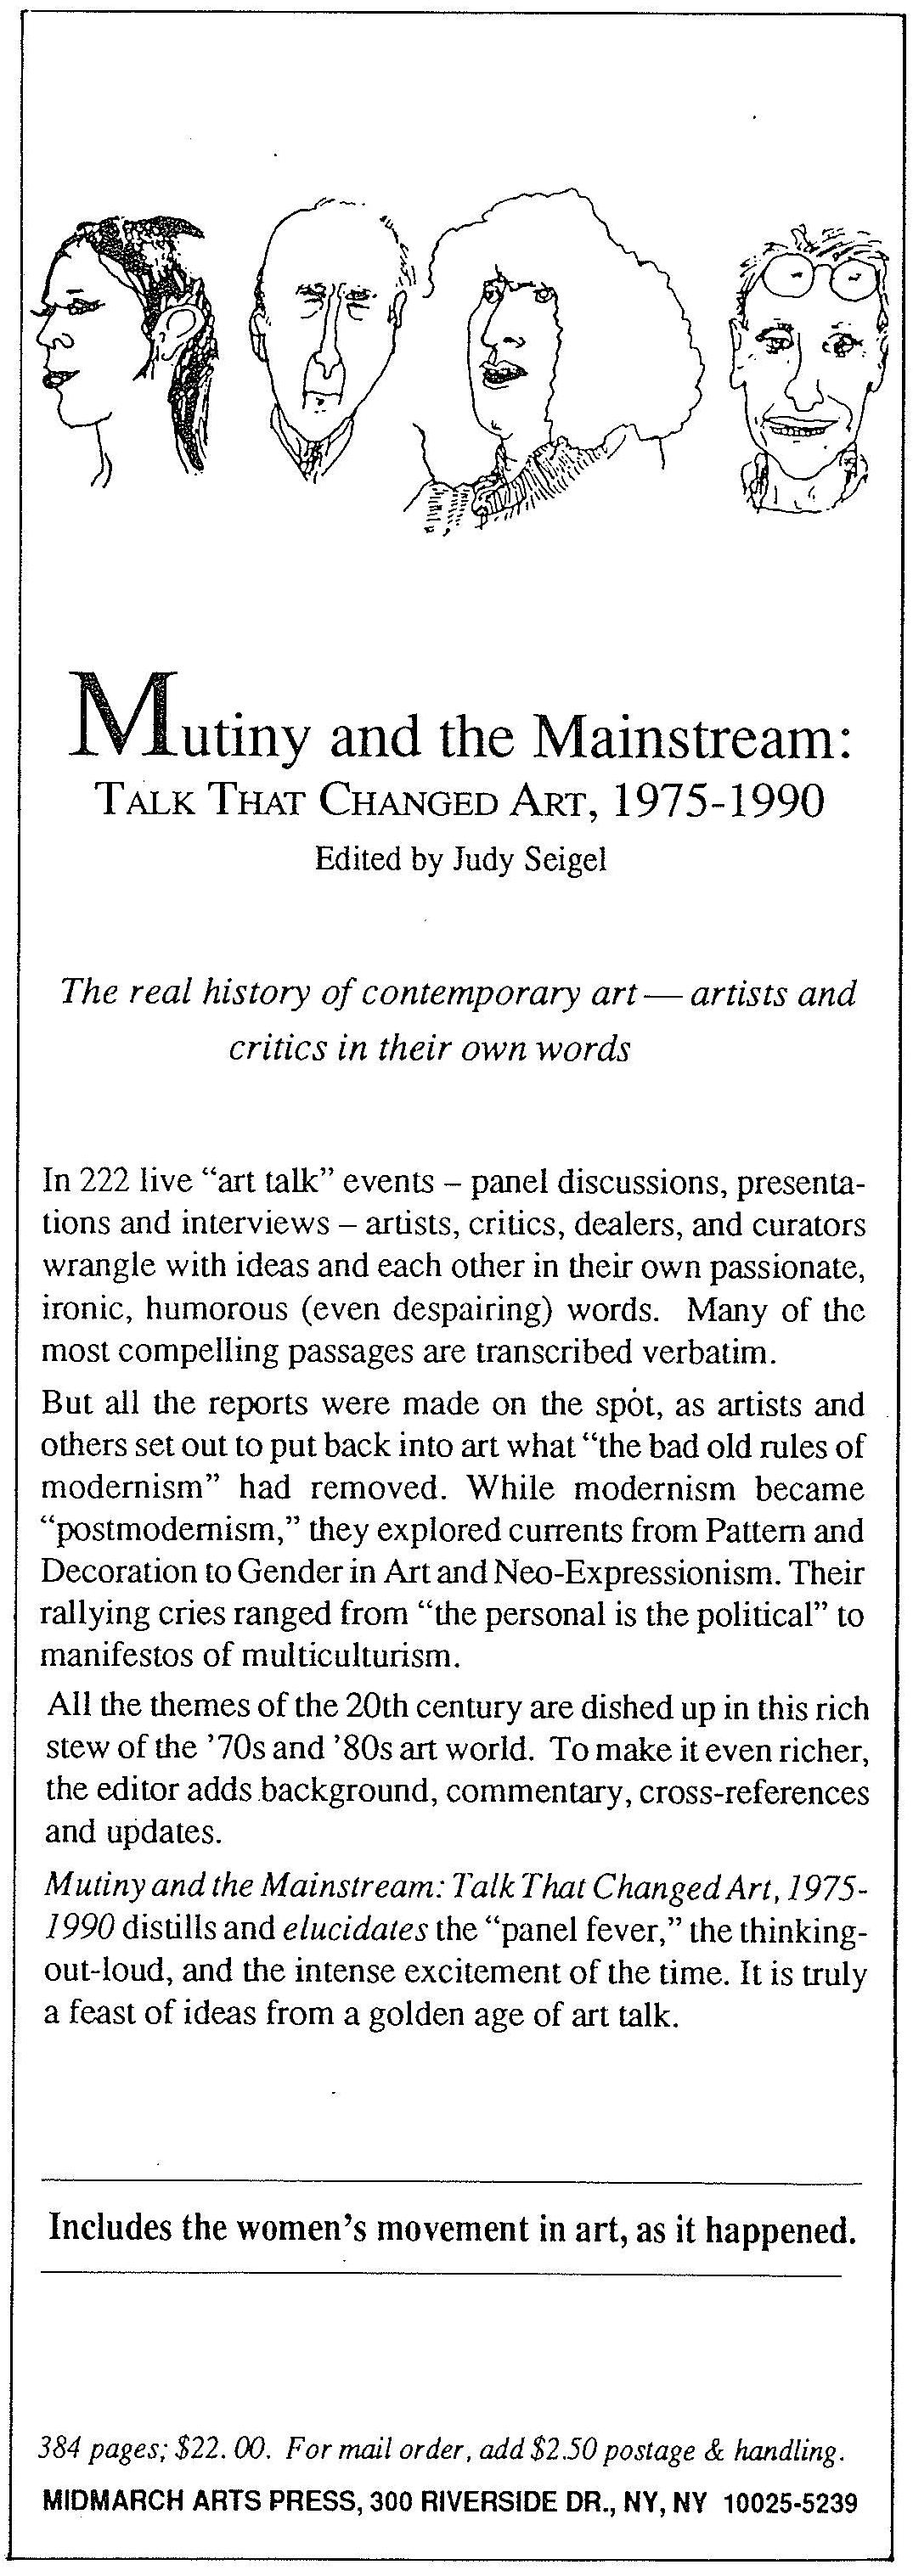 Mutiny and the Mainstream:
TALK THAT CHANGED ART, 1975-1990
Edited by Judy Seigel
The real history of contemporary art — artists and
critics in their own words
In 222 live “art talk” events – panel discussions, presenta-
tions and interviews – artists, critics, dealers, and curators
wrangle with ideas and each other in their own passionate,
ironic, humorous (even despairing) words. Many of the
most compelling passages are transcribed verbatim.
But all the reports were made on the spot, as artists and
others set out to put back into art what “the bad old rules of
modernism” had removed. While modernism became
“postmodernism,” they explored currents from Pattern and
Decoration to Gender in Art and Neo-Expressionism. Their
rallying cries ranged from “the personal is the political” to
manifestos of multiculturism.
All the themes of the 20th century are dished up in this rich
stew of the ’70s and ’80s art world. To make it even richer,
the editor adds background, commentary, cross-references
and updates.
Mutiny and the Mainstream: Talk That Changed Art, 1975-
1990 distills and elucidates the “panel fever,” the thinking-
out-loud, and the intense excitement of the time. It is truly
a feast of ideas from a golden age of art talk.
Includes the women’s movement in art, as it happened.
384 pages; $22. 00. For mail order, add $2.50 postage & handling.
MIDMARCH ARTS PRESS, 300 RIVERSIDE DR., NY, NY 10025-5239